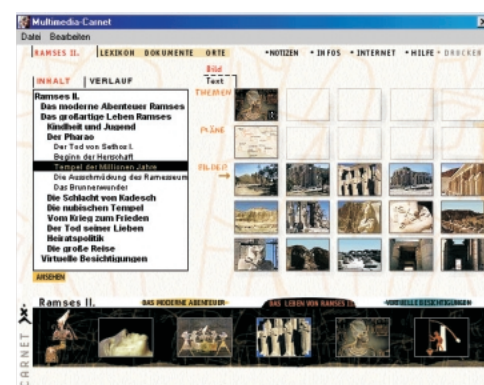 Multimedia-Carnet
Datei Bearbeiten
RAMSES II. LEXIKON DOKUMENTE ORTE •NOTIZEN •INFOS •INTERNET •HILFE •DRUCKEN
Bild
Text
INHALT VERLAUF
THEMEN
Ramses II.
Das moderne Abenteuer Ramses
Das großartige Leben Ramses
Kindheit und Jugend
Der Pharao
Der Tod von Sethos I.
Beginn der Herrschaft
Tempel der Millionen Jahre
Die Ausschmückung des Ramesseum
Das Brunnenwunder
Die Schlacht von Kadesch
Die nubischen Tempel
Vom Krieg zum Frieden
Der Tod seiner Lieben
Heiratspolitik
Die große Reise
Virtuelle Besichtigungen
PLÄNE
BILDER
ANSEHEN
Ramses II. DAS MODERNE ABENTEUER DAS LEBEN VON RAMSES II. VIRTUELLE BESICHTIGUNGEN
CARNET